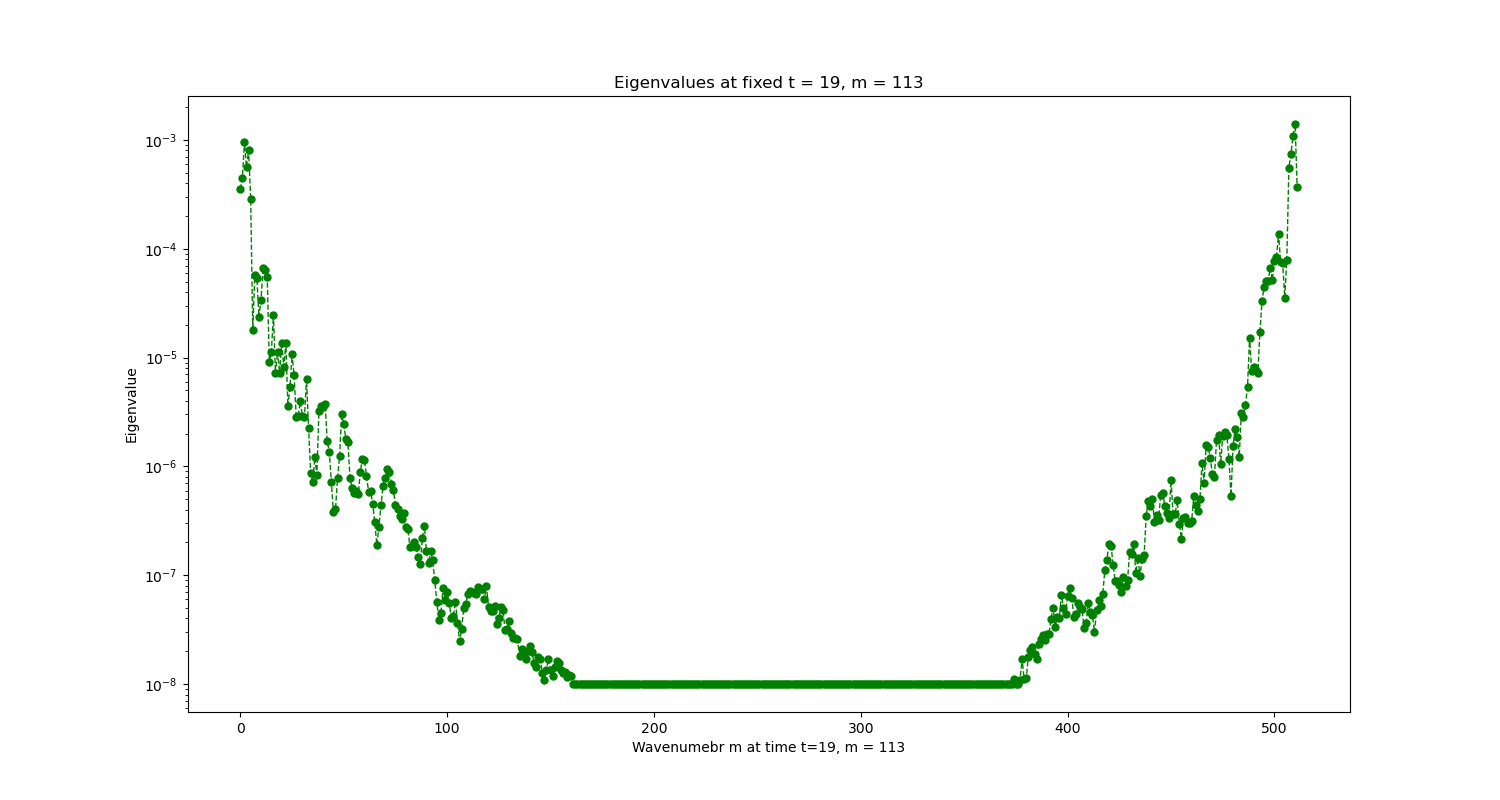 Eigenvalues at fixed t = 19, m = 113
10⁻³
10⁻⁴
10⁻⁵
10⁻⁶
10⁻⁷
10⁻⁸
Eigenvalue
0 100 200 300 400 500
Wavenumebr m at time t=19, m = 113